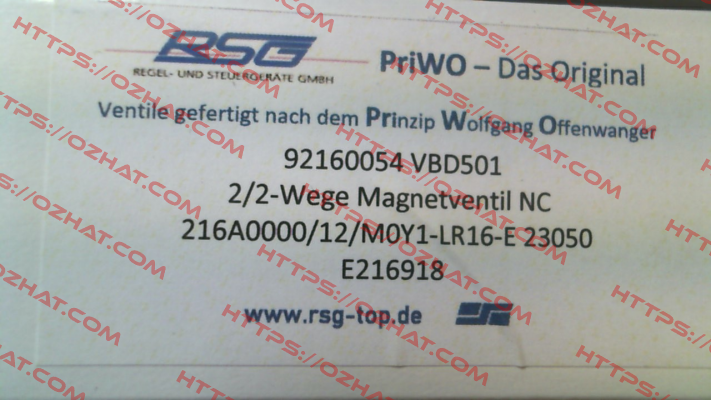 RSG
REGEL- UND STEUERGERÄTE GMBH
PriWO – Das Original
Ventile gefertigt nach dem Prinzip Wolfgang Offenwanger
92160054 VBD501
2/2-Wege Magnetventil NC
216A0000/12/M0Y1-LR16-E 23050
E216918
www.rsg-top.de
HTTPS://OZHAT.COM